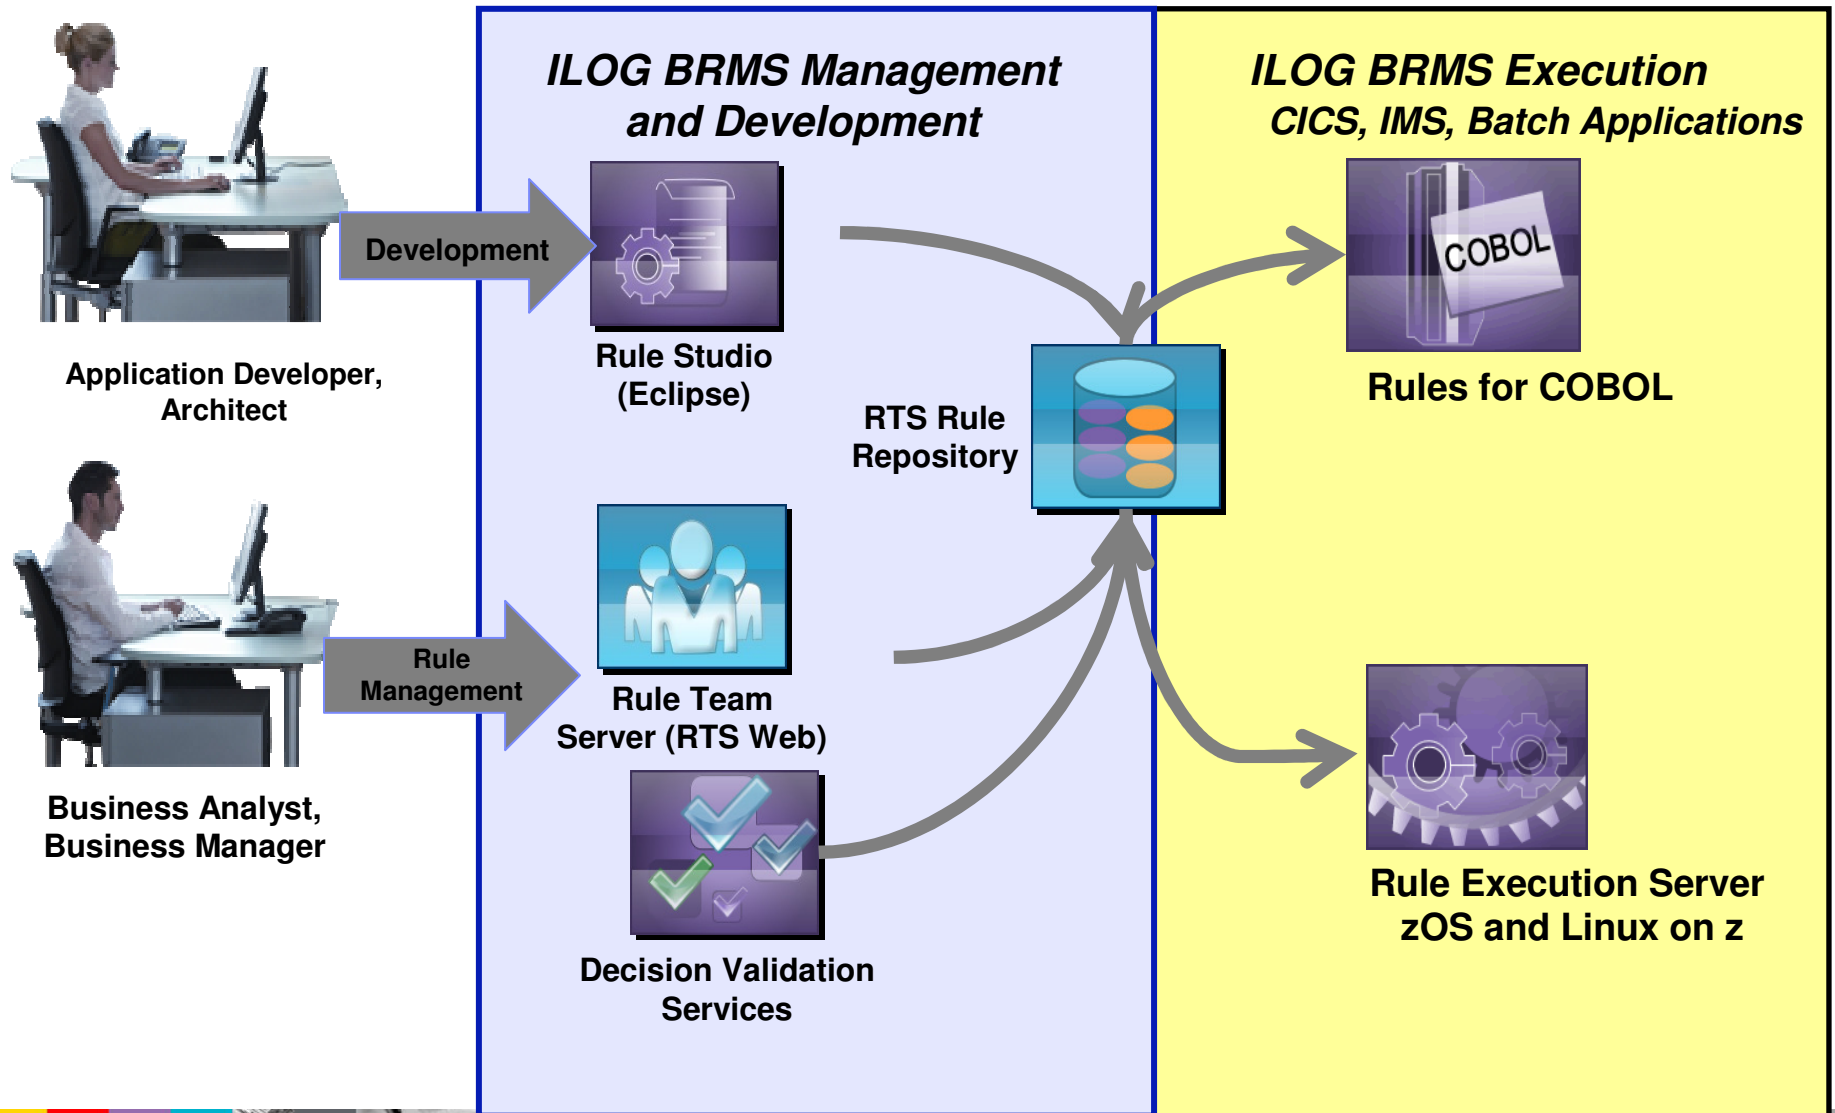 ILOG BRMS Management
and Development
ILOG BRMS Execution
CICS, IMS, Batch Applications
Development
Application Developer,
Architect
Rule Studio
(Eclipse)
RTS Rule
Repository
COBOL
Rules for COBOL
Rule
Management
Business Analyst,
Business Manager
Rule Team
Server (RTS Web)
Decision Validation
Services
Rule Execution Server
zOS and Linux on z